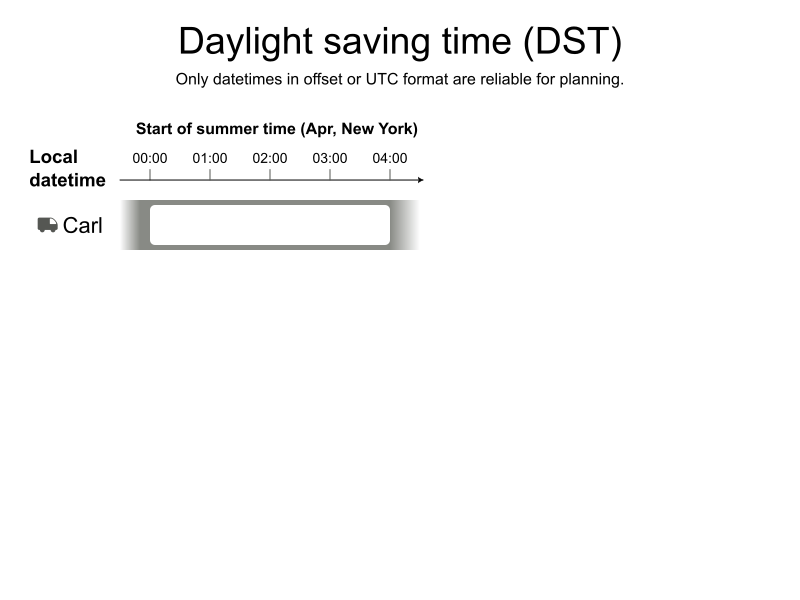 Daylight saving time (DST)
Only datetimes in offset or UTC format are reliable for planning.
Start of summer time (Apr, New York)
Local
datetime
00:00 01:00 02:00 03:00 04:00
Carl